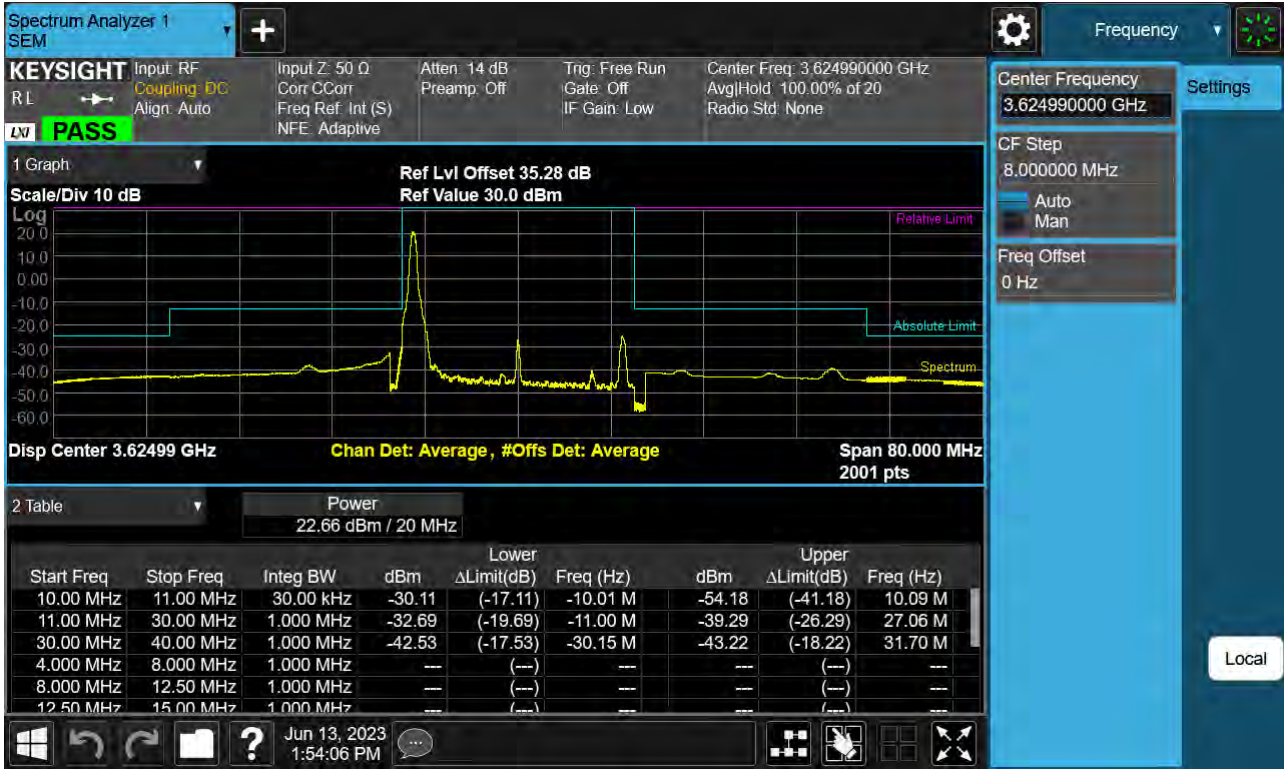 Spectrum Analyzer 1
SEM
Frequency
KEYSIGHT
R L
LXI
PASS
Input: RF
Coupling: DC
Align: Auto
Input Z: 50 Ω
Corr CCorr
Freq Ref: Int (S)
NFE: Adaptive
Atten: 14 dB
Preamp: Off
Trig: Free Run
Gate: Off
IF Gain: Low
Center Freq: 3.624990000 GHz
Avg|Hold: 100.00% of 20
Radio Std: None
Center Frequency
3.624990000 GHz
Settings
CF Step
8.000000 MHz
Auto
Man
Freq Offset
0 Hz
Local
1 Graph
Scale/Div 10 dB
Ref Lvl Offset 35.28 dB
Ref Value 30.0 dBm
Log
20.0
10.0
0.00
-10.0
-20.0
-30.0
-40.0
-50.0
-60.0
Relative Limit
Absolute Limit
Spectrum
Disp Center 3.62499 GHz
Chan Det: Average, #Offs Det: Average
Span 80.000 MHz
2001 pts
2 Table
Power
22.66 dBm / 20 MHz
Lower Upper
Start Freq Stop Freq Integ BW dBm ΔLimit(dB) Freq (Hz) dBm ΔLimit(dB) Freq (Hz)
10.00 MHz 11.00 MHz 30.00 kHz -30.11 (-17.11) -10.01 M -54.18 (-41.18) 10.09 M
11.00 MHz 30.00 MHz 1.000 MHz -32.69 (-19.69) -11.00 M -39.29 (-26.29) 27.06 M
30.00 MHz 40.00 MHz 1.000 MHz -42.53 (-17.53) -30.15 M -43.22 (-18.22) 31.70 M
4.000 MHz 8.000 MHz 1.000 MHz --- (---) --- --- (---) ---
8.000 MHz 12.50 MHz 1.000 MHz --- (---) --- --- (---) ---
12.50 MHz 15.00 MHz 1.000 MHz --- (---) --- --- (---) ---
?
Jun 13, 2023
1:54:06 PM